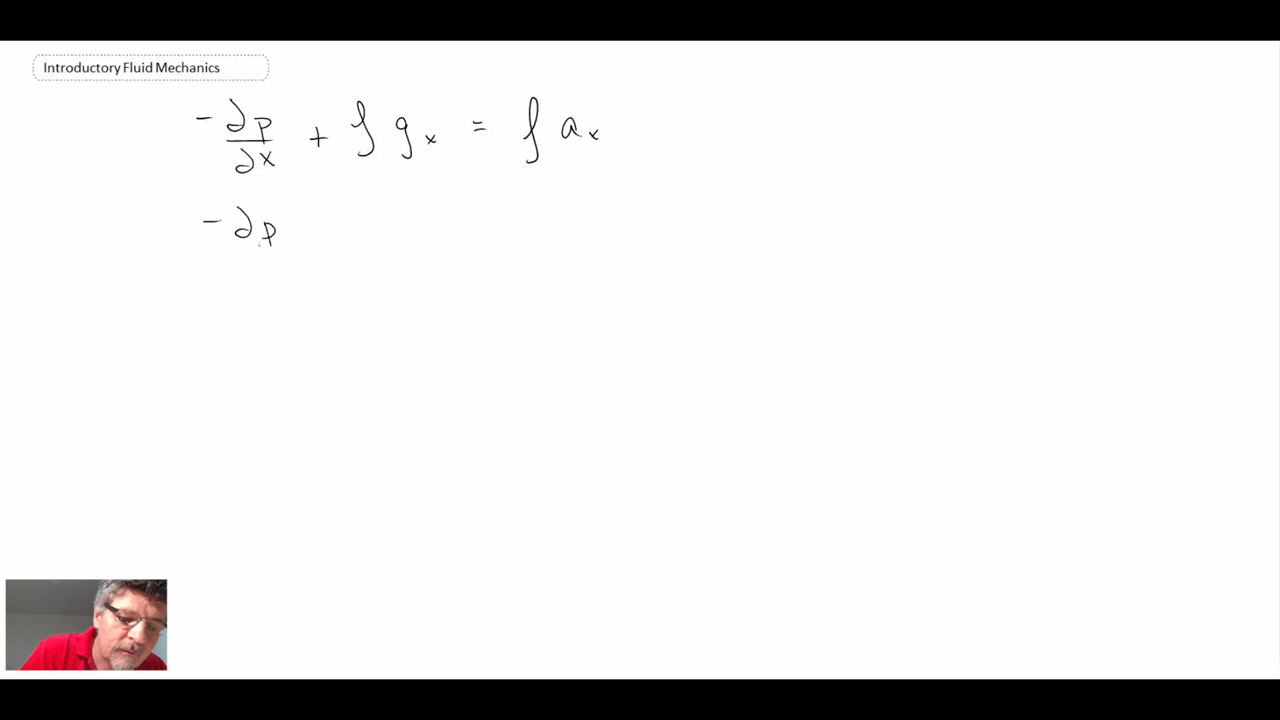 Introductory Fluid Mechanics
-∂p/∂x + ρ g_x = ρ a_x
-∂p